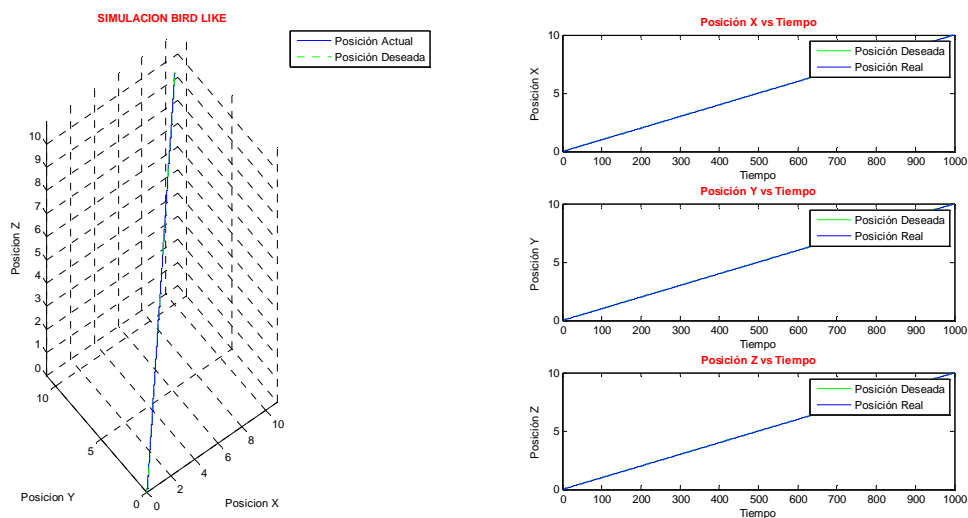 SIMULACION BIRD LIKE
Posición Actual
Posición Deseada
10
9
8
7
6
5
4
3
2
1
0
Posicion Z
10
5
0
Posicion Y
0
2
4
6
8
10
Posicion X
Posición X vs Tiempo
Posición Deseada
Posición Real
10
5
0
Posición X
0 100 200 300 400 500 600 700 800 900 1000
Tiempo
Posición Y vs Tiempo
Posición Deseada
Posición Real
10
5
0
Posición Y
0 100 200 300 400 500 600 700 800 900 1000
Tiempo
Posición Z vs Tiempo
Posición Deseada
Posición Real
10
5
0
Posición Z
0 100 200 300 400 500 600 700 800 900 1000
Tiempo